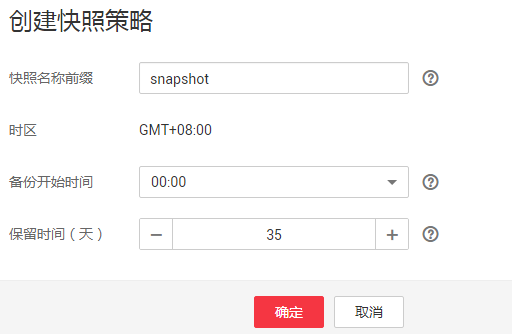 创建快照策略
快照名称前缀 snapshot
时区 GMT+08:00
备份开始时间 00:00
保留时间（天） 35
确定 取消